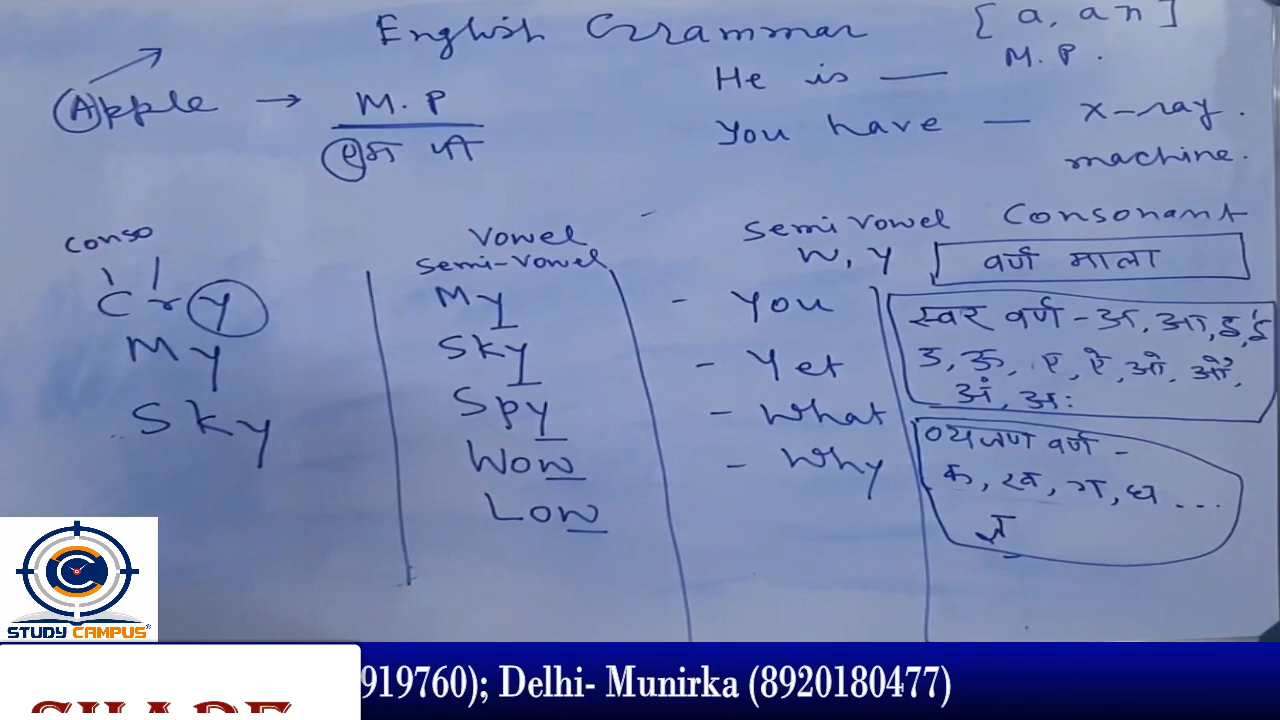 English Grammar [a, an]
He is — M.P.
You have — x-ray.
machine.
Apple → M.P
एम पी
Conso
Cry
My
Sky
Vowel
Semi-vowel
My
Sky
Spy
Wow
Low
Semi vowel Consonant
W, Y
- You
- Yet
- What
- Why
वर्ण माला
स्वर वर्ण - अ, आ, इ, ई
उ, ऊ, ए, ऐ, ओ, औ,
अं, अः
व्यजण वर्ण -
क, ख, ग, घ ...
STUDY CAMPUS
919760); Delhi- Munirka (8920180477)